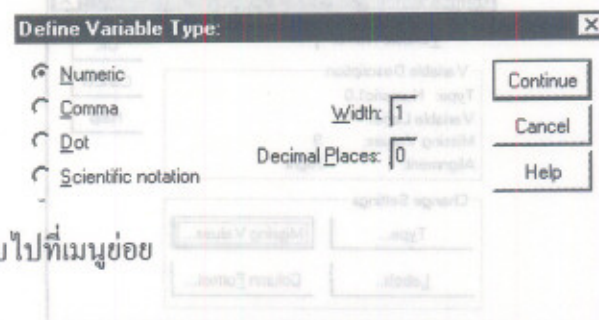 Define Variable Type:
Numeric
Comma
Dot
Scientific notation
Width: 1
Decimal Places: 0
Continue
Cancel
Help
ไปที่เมนูย่อย